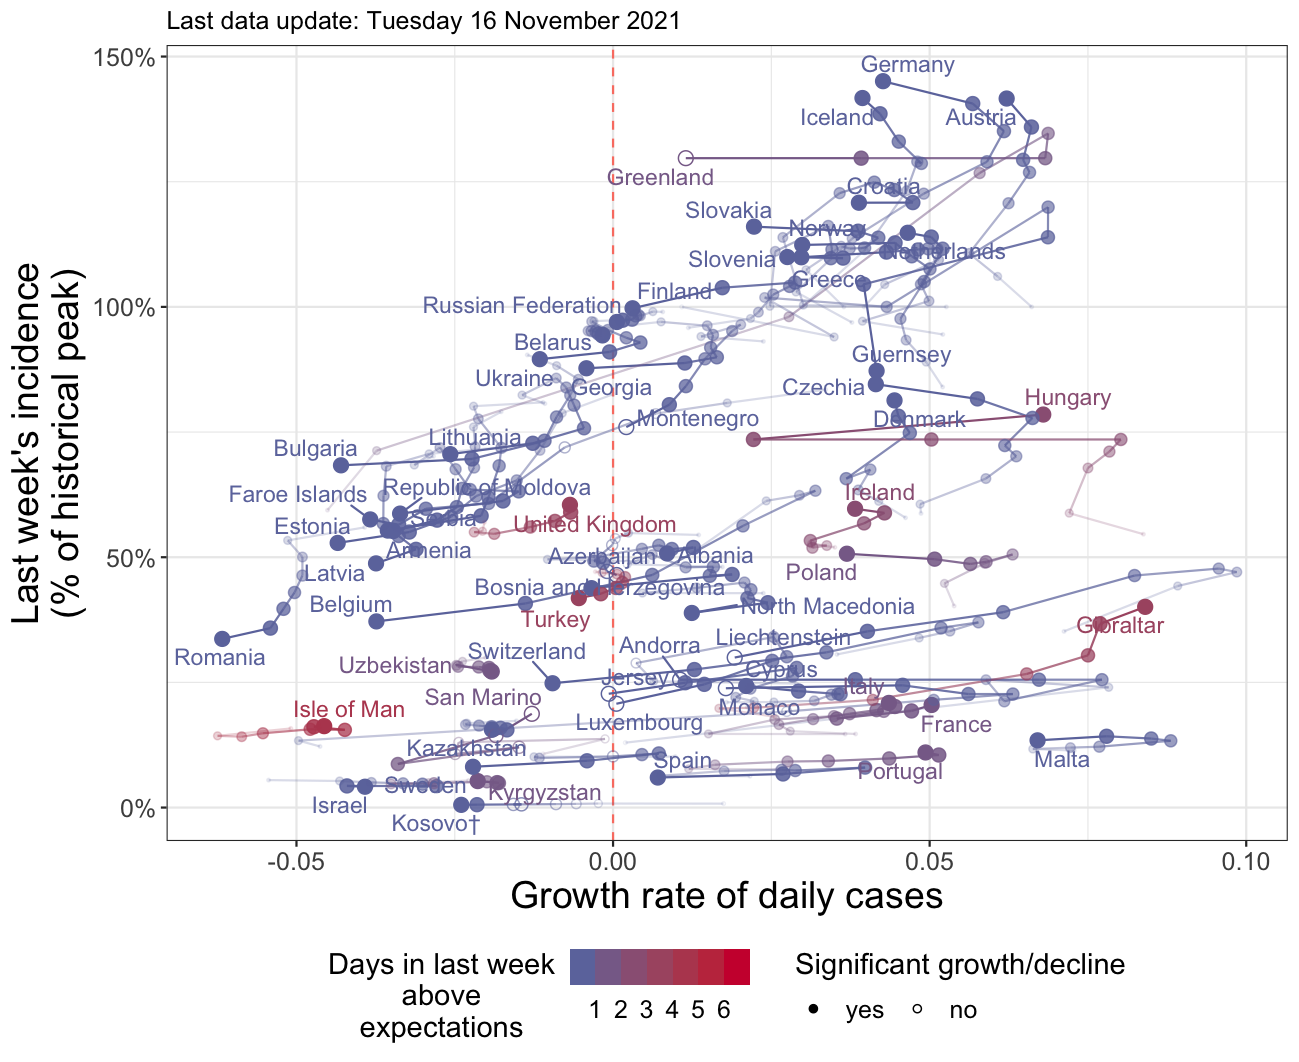 Last data update: Tuesday 16 November 2021
150%
100%
50%
0%
Last week's incidence
(% of historical peak)
Germany
Iceland
Austria
Greenland
Croatia
Slovakia
Norway
Slovenia
Netherlands
Greece
Finland
Russian Federation
Belarus
Guernsey
Ukraine
Georgia
Czechia
Hungary
Montenegro
Denmark
Lithuania
Bulgaria
Republic of Moldova
Faroe Islands
Ireland
Serbia
United Kingdom
Estonia
Armenia
Azerbaijan
Albania
Latvia
Poland
Bosnia and Herzegovina
Belgium
North Macedonia
Turkey
Gibraltar
Liechtenstein
Romania
Switzerland
Andorra
Uzbekistan
Cyprus
Jersey
Italy
San Marino
Isle of Man
Monaco
Luxembourg
France
Kazakhstan
Spain
Malta
Portugal
Sweden
Kyrgyzstan
Israel
Kosovo†
-0.05
0.00
0.05
0.10
Growth rate of daily cases
Days in last week
above
expectations
1 2 3 4 5 6
Significant growth/decline
yes
no